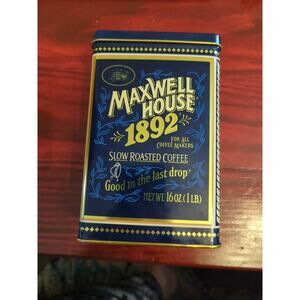 MAXWELL
HOUSE
1892
FOR ALL
COFFEE MAKERS
SLOW ROASTED COFFEE
Good to the last drop
NET WT. 16 OZ (1 LB)